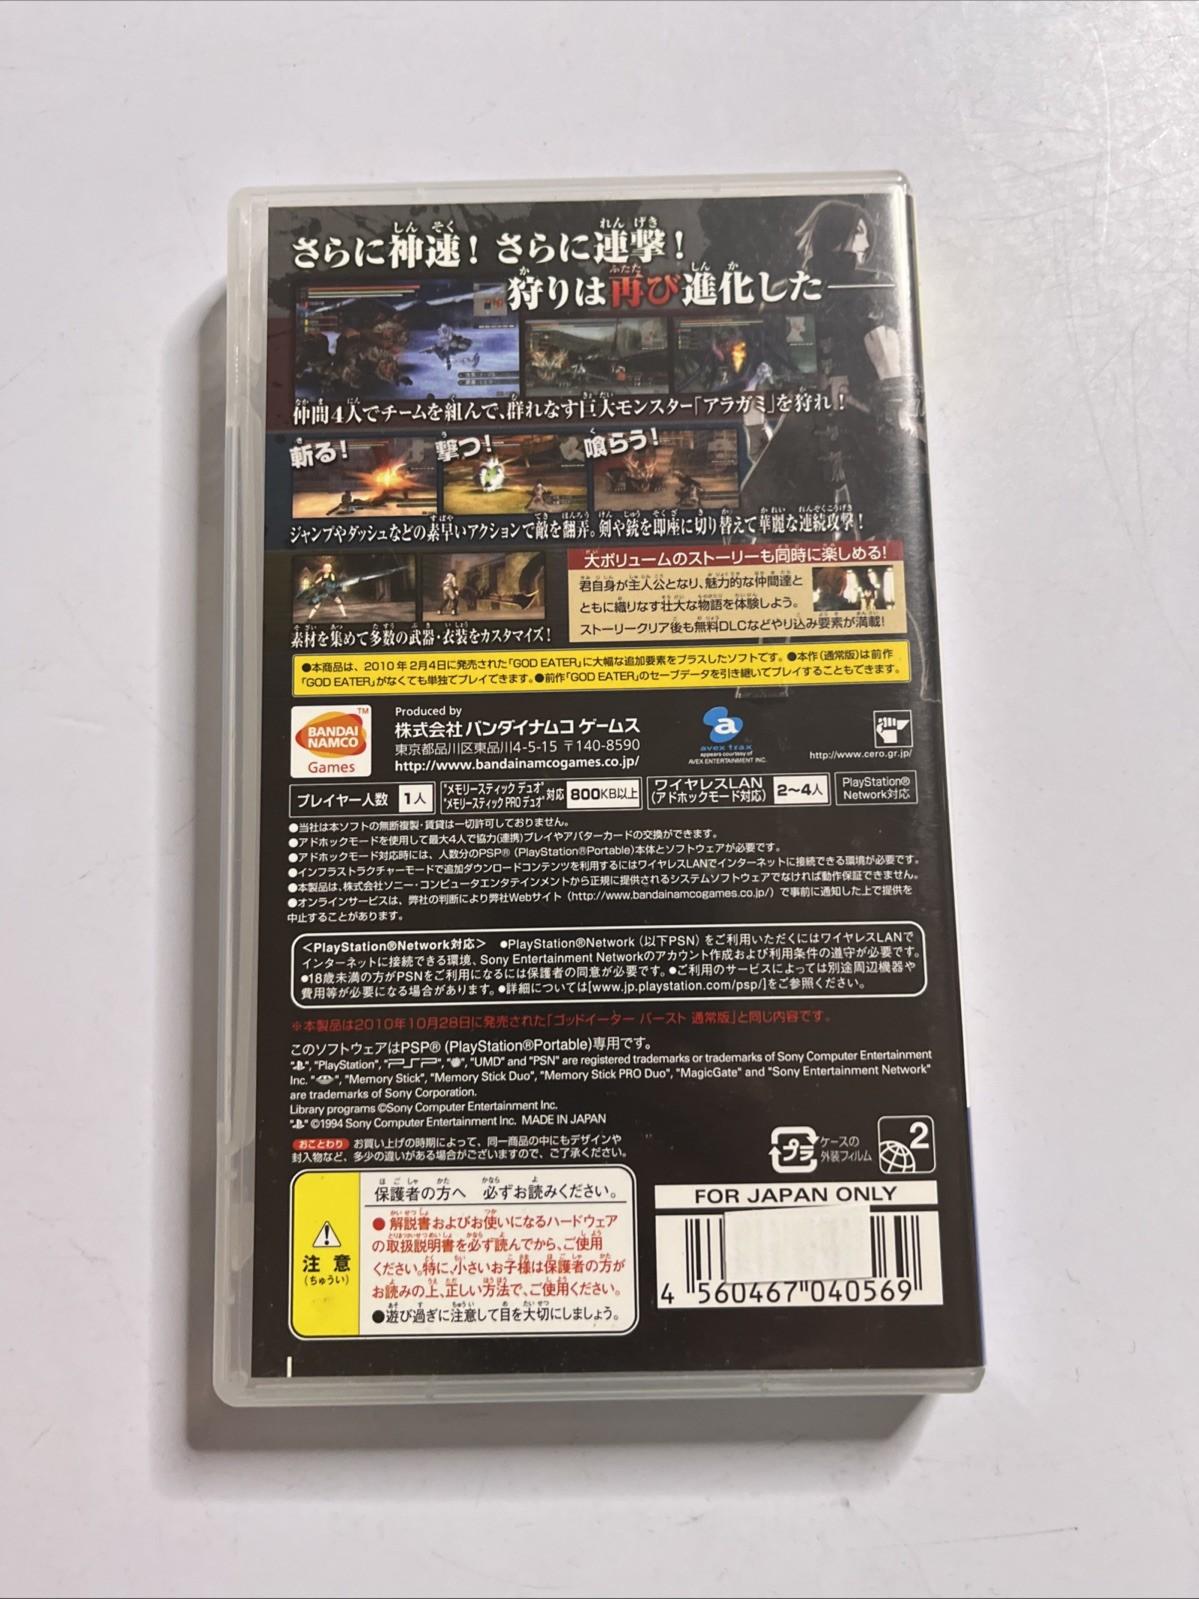 さらに神速！さらに連撃！
狩りは再び進化した
仲間4人でチームを組んで、群れなす巨大モンスター「アラガミ」を狩れ！
斬る！ 撃つ！ 喰らう！
ジャンプやダッシュなどの素早いアクションで敵を翻弄。剣や銃を即座に切り替えて華麗な連続攻撃！
大ボリュームのストーリーも同時に楽しめる！
君自身が主人公となり、魅力的な仲間達と
ともに織りなす壮大な物語を体験しよう。
ストーリークリア後も無料DLCなどやり込み要素が満載！
素材を集めて多数の武器・衣装をカスタマイズ！
●本商品は、2010年2月4日に発売された「GOD EATER」に大幅な追加要素をプラスしたソフトです。●本作（通常版）は前作
「GOD EATER」がなくても単独でプレイできます。●前作「GOD EATER」のセーブデータを引き継いでプレイすることもできます。
BANDAI
NAMCO
Games
TM
Produced by
株式会社 バンダイナムコ ゲームス
東京都品川区東品川4-5-15 〒140-8590
http://www.bandainamcogames.co.jp/
avex trax
appears courtesy of
AVEX ENTERTAINMENT INC.
http://www.cero.gr.jp/
プレイヤー人数 1人
"メモリースティック デュオ"
"メモリースティック PRO デュオ" 対応 800KB以上
ワイヤレスLAN
（アドホックモード対応） 2〜4人
PlayStation®
Network対応
●当社は本ソフトの無断複製・賃貸は一切許可しておりません。
●アドホックモードを使用して最大4人で協力(連携)プレイやアバターカードの交換ができます。
●アドホックモード対応時には、人数分のPSP®(PlayStation®Portable)本体とソフトウェアが必要です。
●インフラストラクチャーモードで追加ダウンロードコンテンツを利用するにはワイヤレスLANでインターネットに接続できる環境が必要です。
●本製品は、株式会社ソニー・コンピュータエンタテインメントから正規に提供されるシステムソフトウェアでなければ動作保証できません。
●オンラインサービスは、弊社の判断により弊社Webサイト（http://www.bandainamcogames.co.jp/）で事前に通知した上で提供を
中止することがあります。
＜PlayStation®Network対応＞ ●PlayStation®Network（以下PSN）をご利用いただくにはワイヤレスLANで
インターネットに接続できる環境、Sony Entertainment Networkのアカウント作成および利用条件の遵守が必要です。
●18歳未満の方がPSNをご利用になるには保護者の同意が必要です。●ご利用のサービスによっては別途周辺機器や
費用等が必要になる場合があります。●詳細については[www.jp.playstation.com/psp/]をご参照ください。
※本製品は2010年10月28日に発売された「ゴッドイーター バースト 通常版」と同じ内容です。
このソフトウェアはPSP®(PlayStation®Portable)専用です。
" ", "PlayStation", "PSP", " ", "UMD" and "PSN" are registered trademarks or trademarks of Sony Computer Entertainment
Inc. " ", "Memory Stick", "Memory Stick Duo", "Memory Stick PRO Duo", "MagicGate" and "Sony Entertainment Network"
are trademarks of Sony Corporation.
Library programs ©Sony Computer Entertainment Inc.
" " ©1994 Sony Computer Entertainment Inc. MADE IN JAPAN
おことわり お買い上げの時期によって、同一商品の中にもデザインや
封入物など、多少の違いがある場合がございますので、ご了承ください。
プラ
ケースの
外装フィルム
2
注意
（ちゅうい）
保護者の方へ 必ずお読みください。
●解説書およびお使いになるハードウェア
の取扱説明書を必ず読んでから、ご使用
ください。特に、小さいお子様は保護者の方が
お読みの上、正しい方法で、ご使用ください。
●遊び過ぎに注意して目を大切にしましょう。
FOR JAPAN ONLY
4 560467 040569